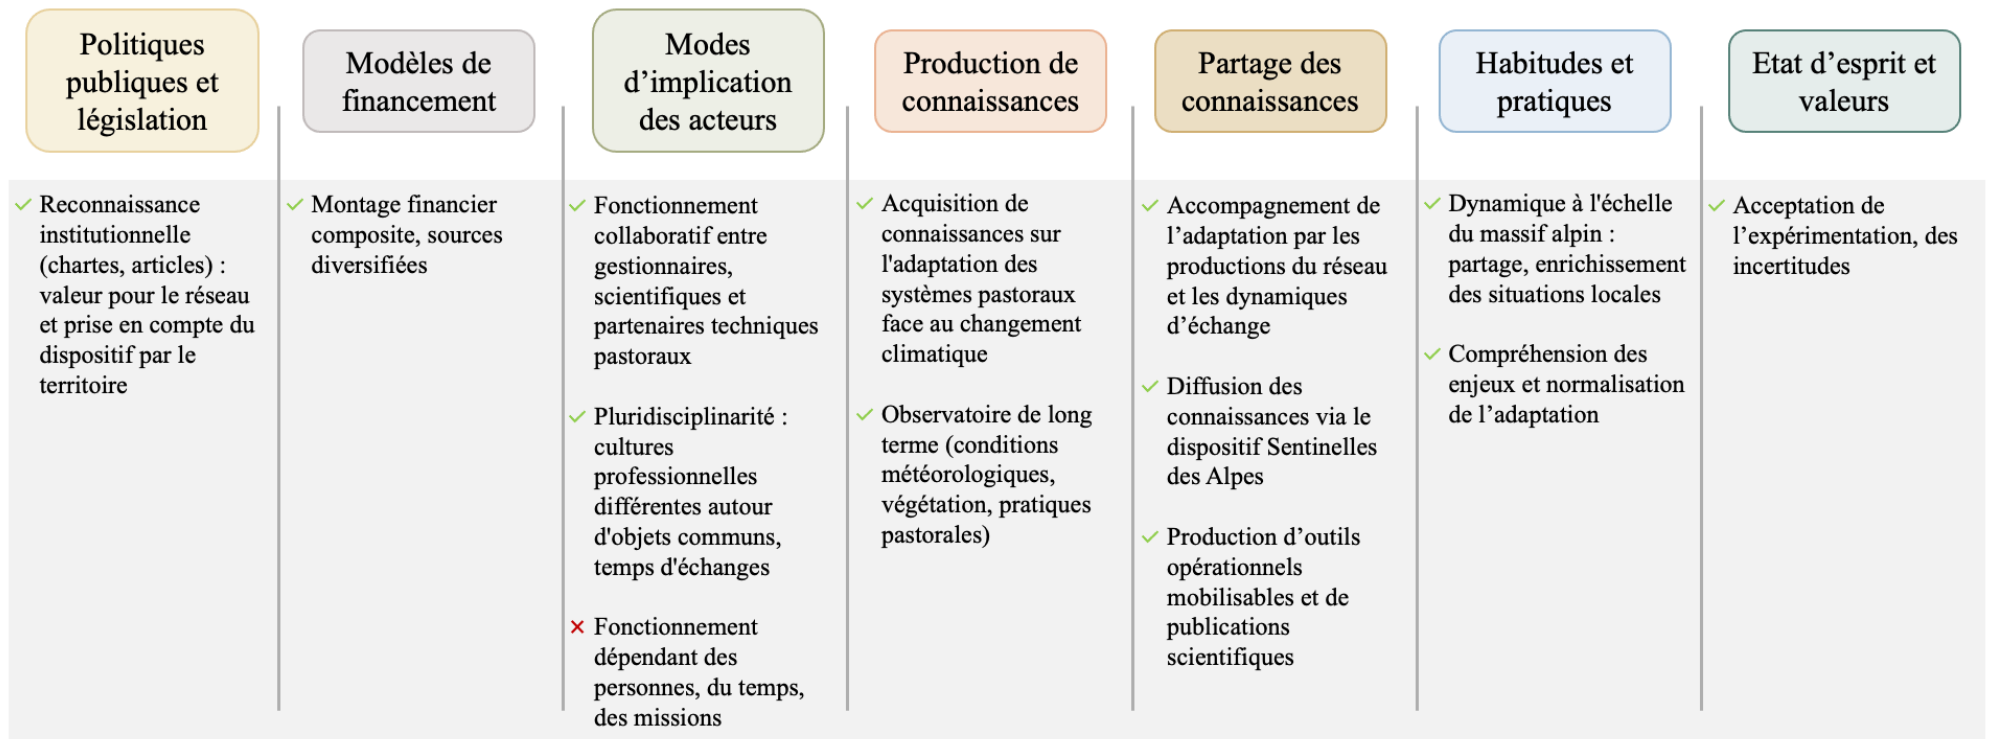 Politiques
publiques et
législation
Modèles de
financement
Modes
d’implication
des acteurs
Production de
connaissances
Partage des
connaissances
Habitudes et
pratiques
Etat d’esprit et
valeurs
✓ Reconnaissance
institutionnelle
(chartes, articles) :
valeur pour le réseau
et prise en compte du
dispositif par le
territoire
✓ Montage financier
composite, sources
diversifiées
✓ Fonctionnement
collaboratif entre
gestionnaires,
scientifiques et
partenaires techniques
pastoraux
✓ Pluridisciplinarité :
cultures
professionnelles
différentes autour
d'objets communs,
temps d'échanges
✕ Fonctionnement
dépendant des
personnes, du temps,
des missions
✓ Acquisition de
connaissances sur
l'adaptation des
systèmes pastoraux
face au changement
climatique
✓ Observatoire de long
terme (conditions
météorologiques,
végétation, pratiques
pastorales)
✓ Accompagnement de
l’adaptation par les
productions du réseau
et les dynamiques
d’échange
✓ Diffusion des
connaissances via le
dispositif Sentinelles
des Alpes
✓ Production d’outils
opérationnels
mobilisables et de
publications
scientifiques
✓ Dynamique à l'échelle
du massif alpin :
partage, enrichissement
des situations locales
✓ Compréhension des
enjeux et normalisation
de l’adaptation
✓ Acceptation de
l’expérimentation, des
incertitudes